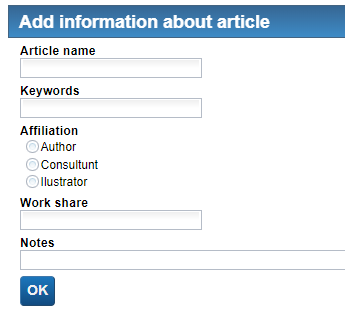 Add information about article
Article name
Keywords
Affiliation
Author
Consultunt
Ilustrator
Work share
Notes
OK